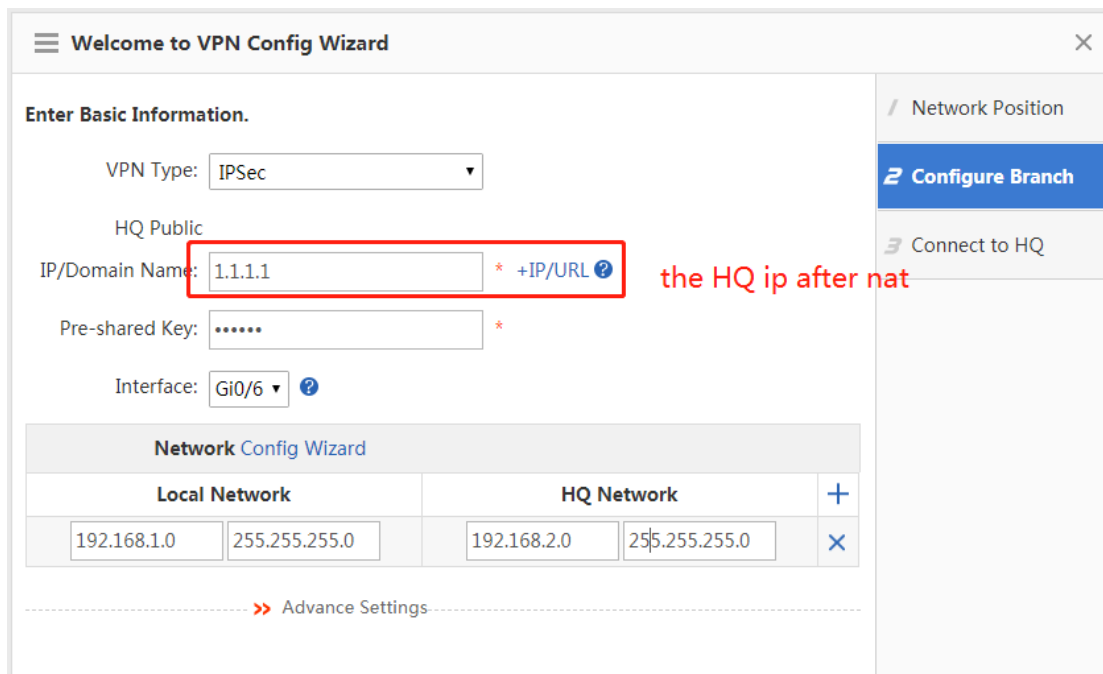 Welcome to VPN Config Wizard
Enter Basic Information.
1 Network Position
VPN Type: IPSec
2 Configure Branch
HQ Public
IP/Domain Name: 1.1.1.1 * +IP/URL ?
the HQ ip after nat
3 Connect to HQ
Pre-shared Key: •••••• *
Interface: Gi0/6 ?
Network Config Wizard
Local Network HQ Network
192.168.1.0 255.255.255.0 192.168.2.0 255.255.255.0
Advance Settings